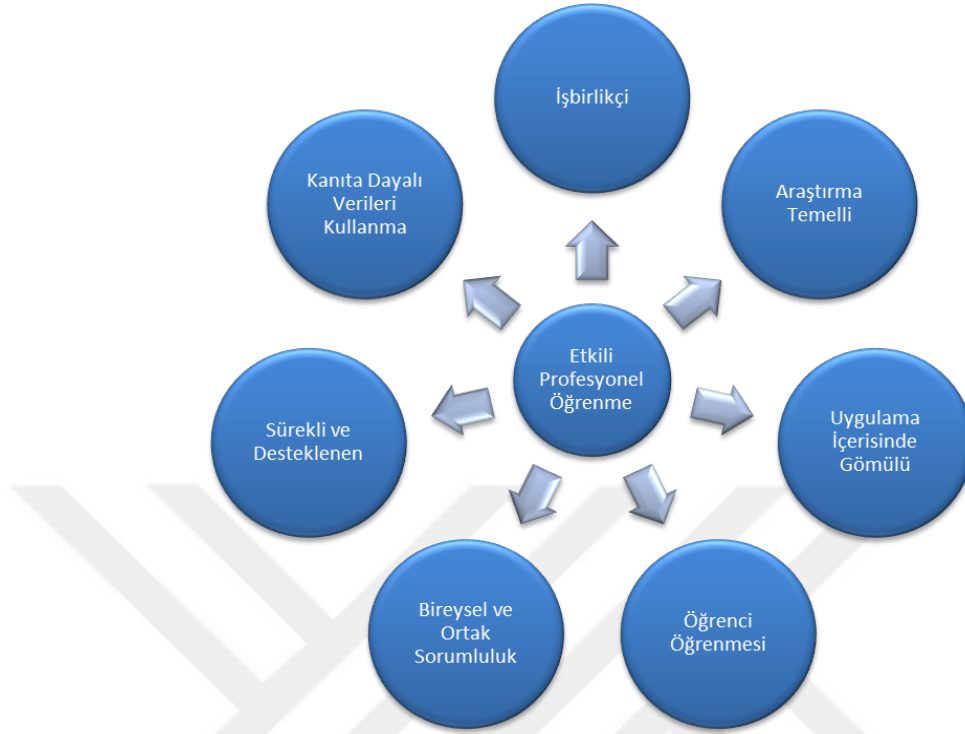 İşbirlikçi
Kanıta Dayalı
Verileri
Kullanma
Araştırma
Temelli
Etkili
Profesyonel
Öğrenme
Sürekli ve
Desteklenen
Uygulama
İçerisinde
Gömülü
Bireysel ve
Ortak
Sorumluluk
Öğrenci
Öğrenmesi